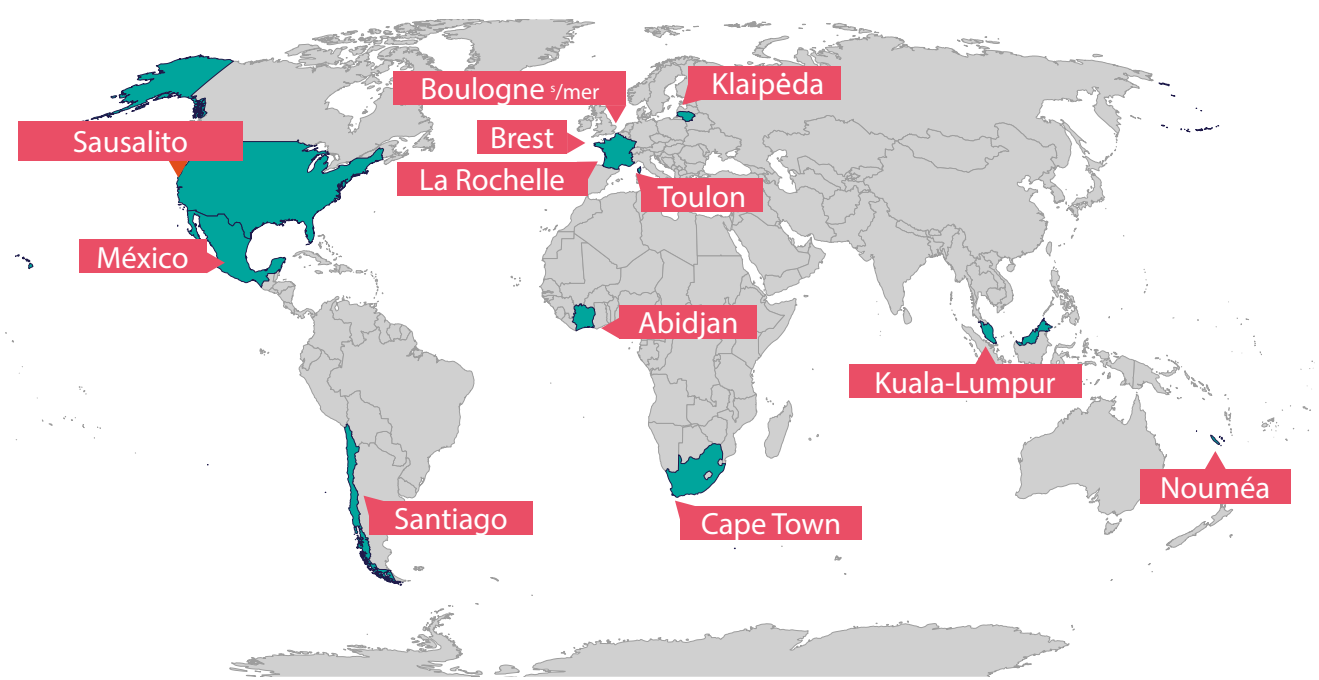 Boulogne s/mer
Klaipėda
Sausalito
Brest
La Rochelle
Toulon
México
Abidjan
Kuala-Lumpur
Nouméa
Santiago
Cape Town